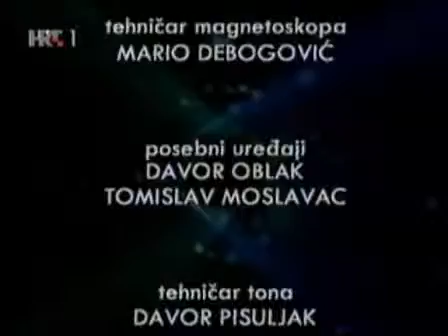 tehničar magnetoskopa
HRT 1
MARIO DEBOGOVIĆ
posebni uređaji
DAVOR OBLAK
TOMISLAV MOSLAVAC
tehničar tona
DAVOR PISULJAK